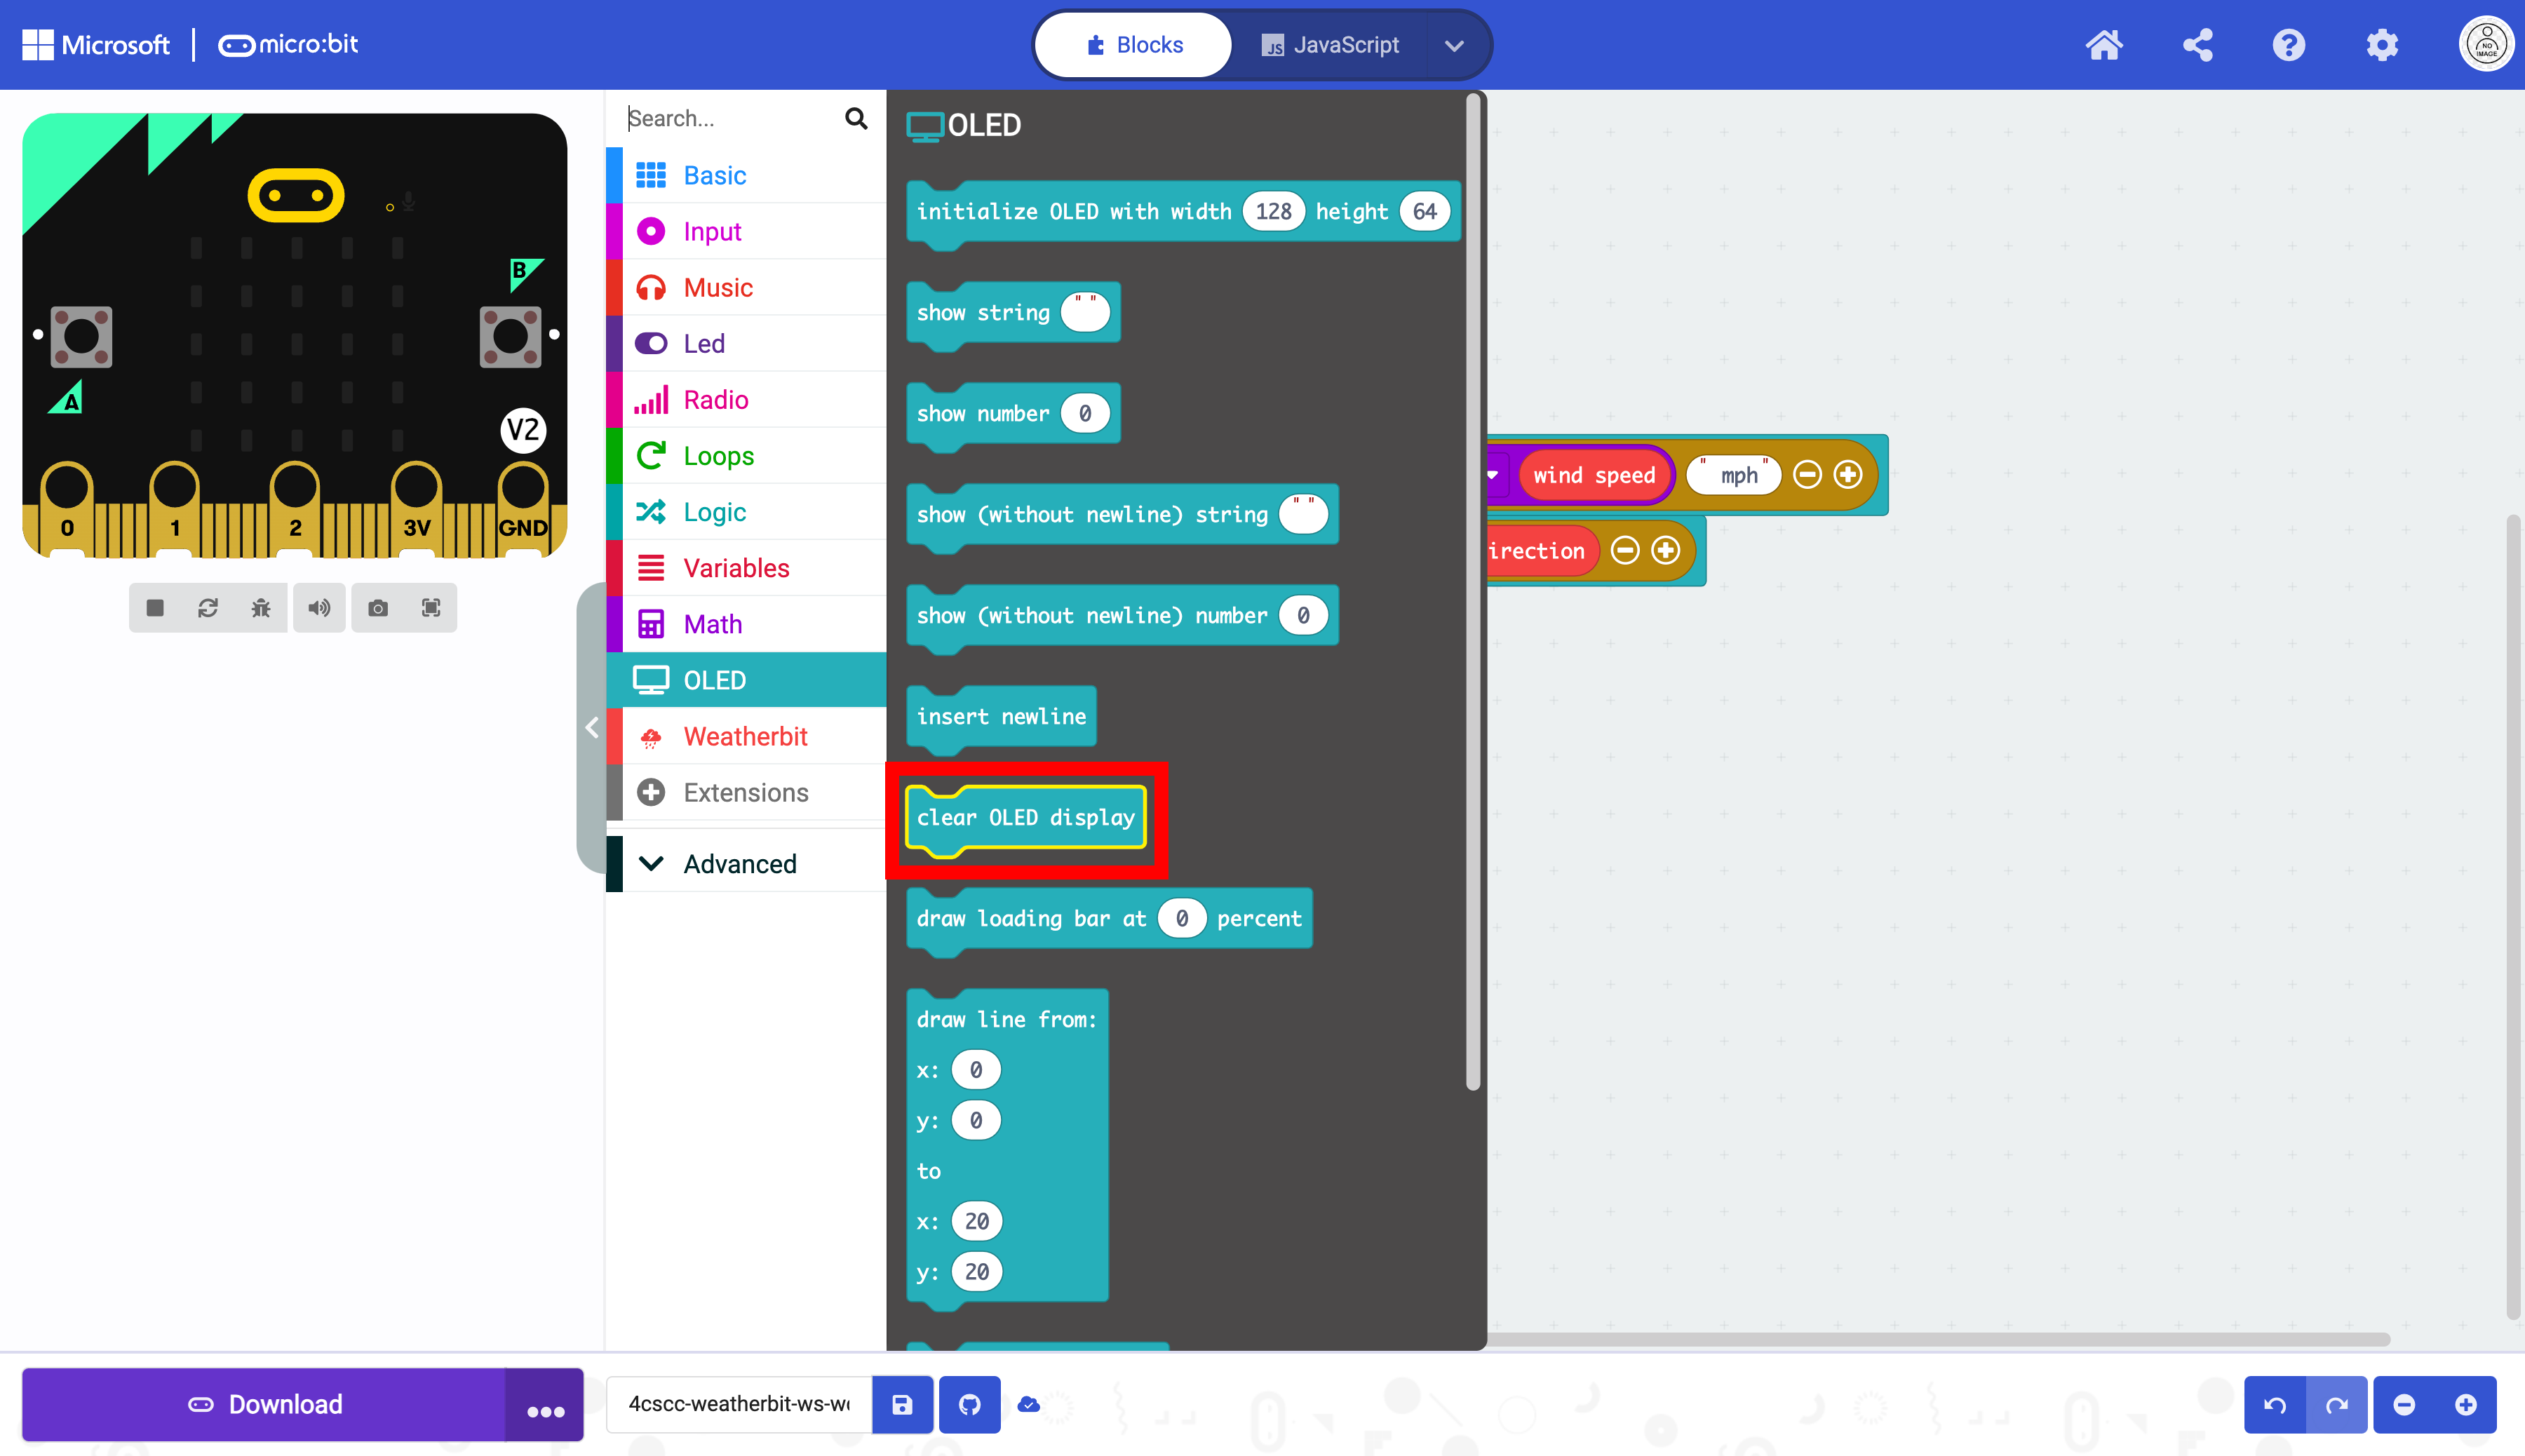 Microsoft
micro:bit
Blocks
JavaScript
JS
NO
IMAGE
B
A
V2
0
1
2
3V
GND
Search...
Basic
Input
Music
Led
Radio
Loops
Logic
Variables
Math
OLED
Weatherbit
Extensions
Advanced
OLED
initialize OLED with width 128 height 64
show string " "
show number 0
show (without newline) string " "
show (without newline) number 0
insert newline
clear OLED display
draw loading bar at 0 percent
draw line from:
x: 0
y: 0
to
x: 20
y: 20
wind speed " mph "
irection
Download
4cscc-weatherbit-ws-w